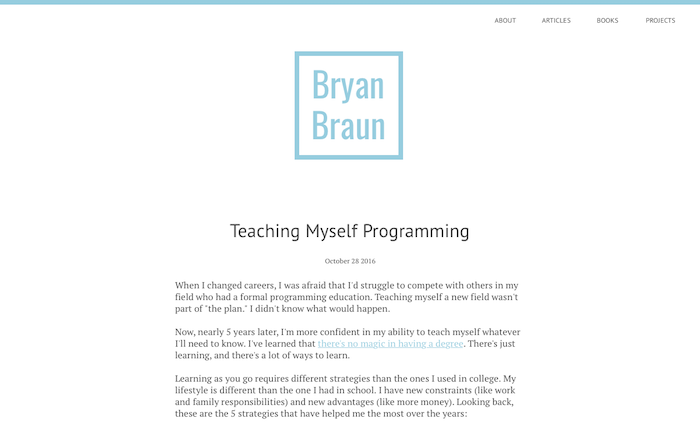 ABOUT ARTICLES BOOKS PROJECTS
Bryan
Braun
Teaching Myself Programming
October 28 2016
When I changed careers, I was afraid that I'd struggle to compete with others in my
field who had a formal programming education. Teaching myself a new field wasn't
part of "the plan." I didn't know what would happen.
Now, nearly 5 years later, I'm more confident in my ability to teach myself whatever
I'll need to know. I've learned that there's no magic in having a degree. There's just
learning, and there's a lot of ways to learn.
Learning as you go requires different strategies than the ones I used in college. My
lifestyle is different than the one I had in school. I have new constraints (like work
and family responsibilities) and new advantages (like more money). Looking back,
these are the 5 strategies that have helped me the most over the years: